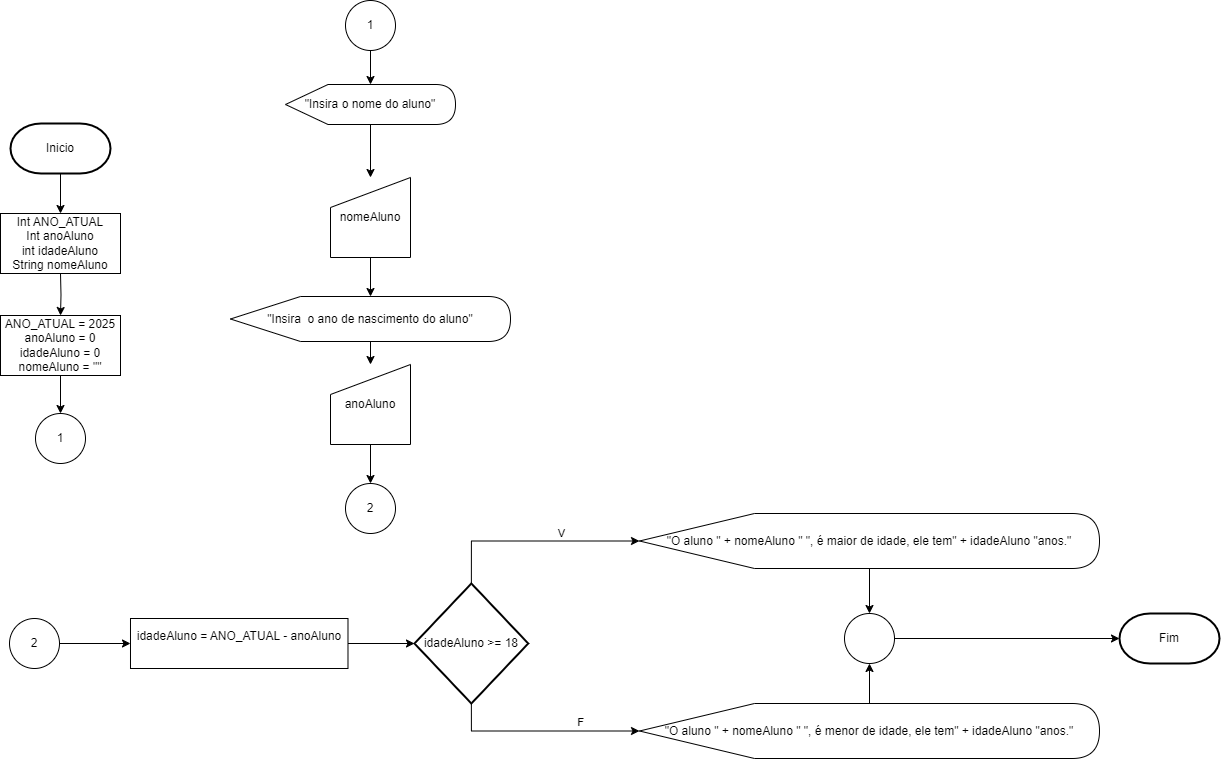 Inicio
Int ANO_ATUAL
Int anoAluno
int idadeAluno
String nomeAluno
ANO_ATUAL = 2025
anoAluno = 0
idadeAluno = 0
nomeAluno = ""
1
1
"Insira o nome do aluno"
nomeAluno
"Insira  o ano de nascimento do aluno"
anoAluno
2
2
idadeAluno = ANO_ATUAL - anoAluno
idadeAluno >= 18
V
"O aluno " + nomeAluno " ", é maior de idade, ele tem" + idadeAluno "anos."
F
"O aluno " + nomeAluno " ", é menor de idade, ele tem" + idadeAluno "anos."
Fim